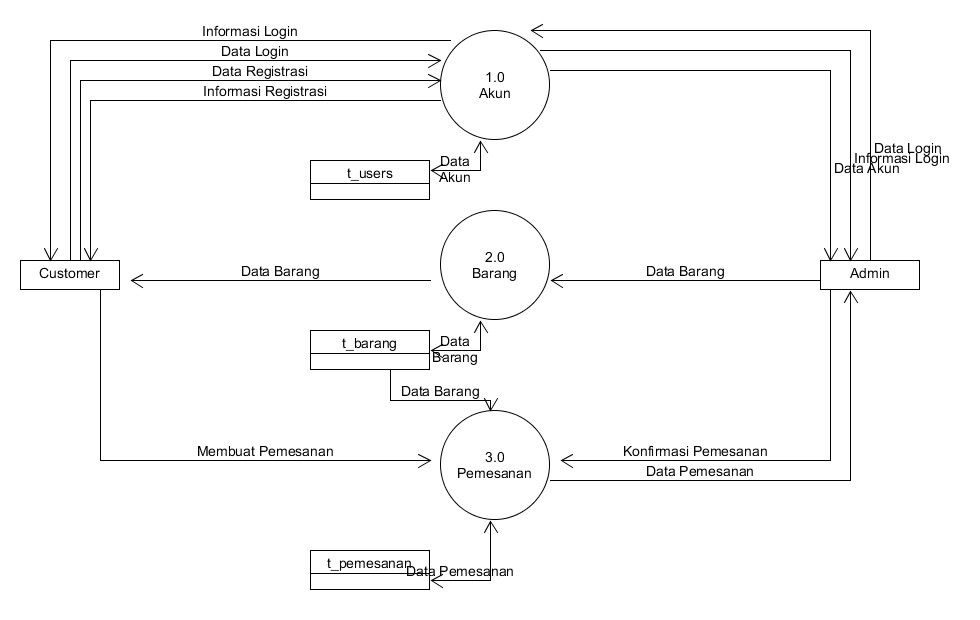 Informasi Login
Data Login
Data Registrasi
Informasi Registrasi
1.0
Akun
Data Login
Informasi Login
Data Akun
Data
Akun
t_users
2.0
Barang
Customer
Data Barang
Data Barang
Admin
t_barang
Data
Barang
Data Barang
3.0
Pemesanan
Membuat Pemesanan
Konfirmasi Pemesanan
Data Pemesanan
t_pemesanan
Data Pemesanan